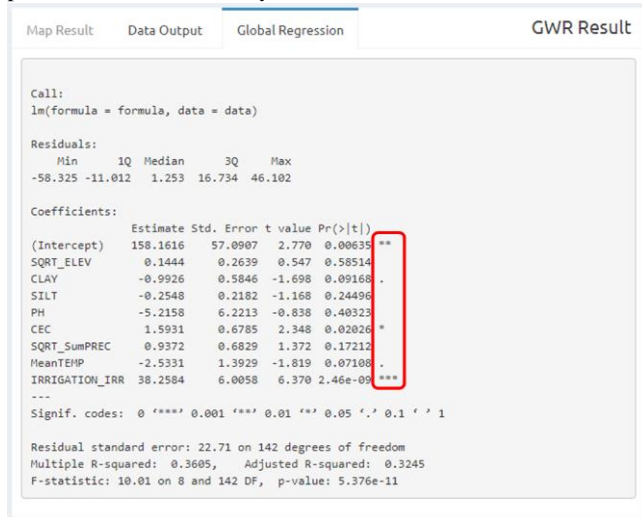 Map Result Data Output Global Regression GWR Result
Call:
lm(formula = formula, data = data)
Residuals:
Min 1Q Median 3Q Max
-58.325 -11.012 1.253 16.734 46.102
Coefficients:
Estimate Std. Error t value Pr(>|t|)
(Intercept) 158.1616 57.0907 2.770 0.00635 **
SQRT_ELEV 0.1444 0.2639 0.547 0.58514
CLAY -0.9926 0.5846 -1.698 0.09168 .
SILT -0.2548 0.2182 -1.168 0.24496
PH -5.2158 6.2213 -0.838 0.40323
CEC 1.5931 0.6785 2.348 0.02026 *
SQRT_SumPREC 0.9372 0.6829 1.372 0.17212
MeanTEMP -2.5331 1.3929 -1.819 0.07108 .
IRRIGATION_IRR 38.2584 6.0058 6.370 2.46e-09 ***
---
Signif. codes: 0 ‘***’ 0.001 ‘**’ 0.01 ‘*’ 0.05 ‘.’ 0.1 ‘ ’ 1
Residual standard error: 22.71 on 142 degrees of freedom
Multiple R-squared: 0.3605, Adjusted R-squared: 0.3245
F-statistic: 10.01 on 8 and 142 DF, p-value: 5.376e-11